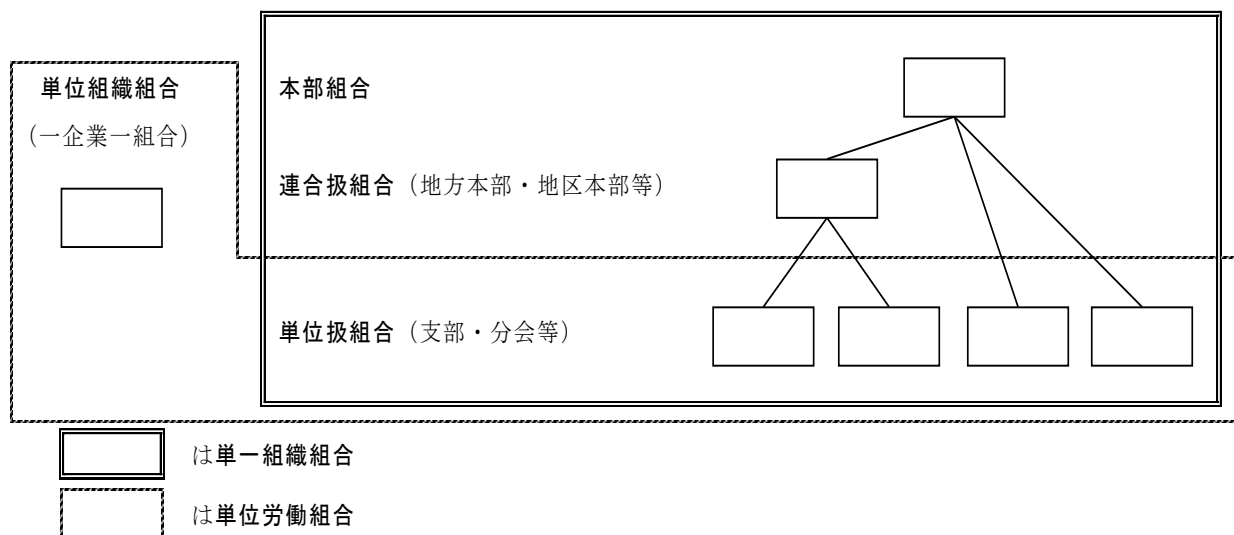 単位組織組合
（一企業一組合）
本部組合
連合扱組合（地方本部・地区本部等）
単位扱組合（支部・分会等）
は単一組織組合
は単位労働組合